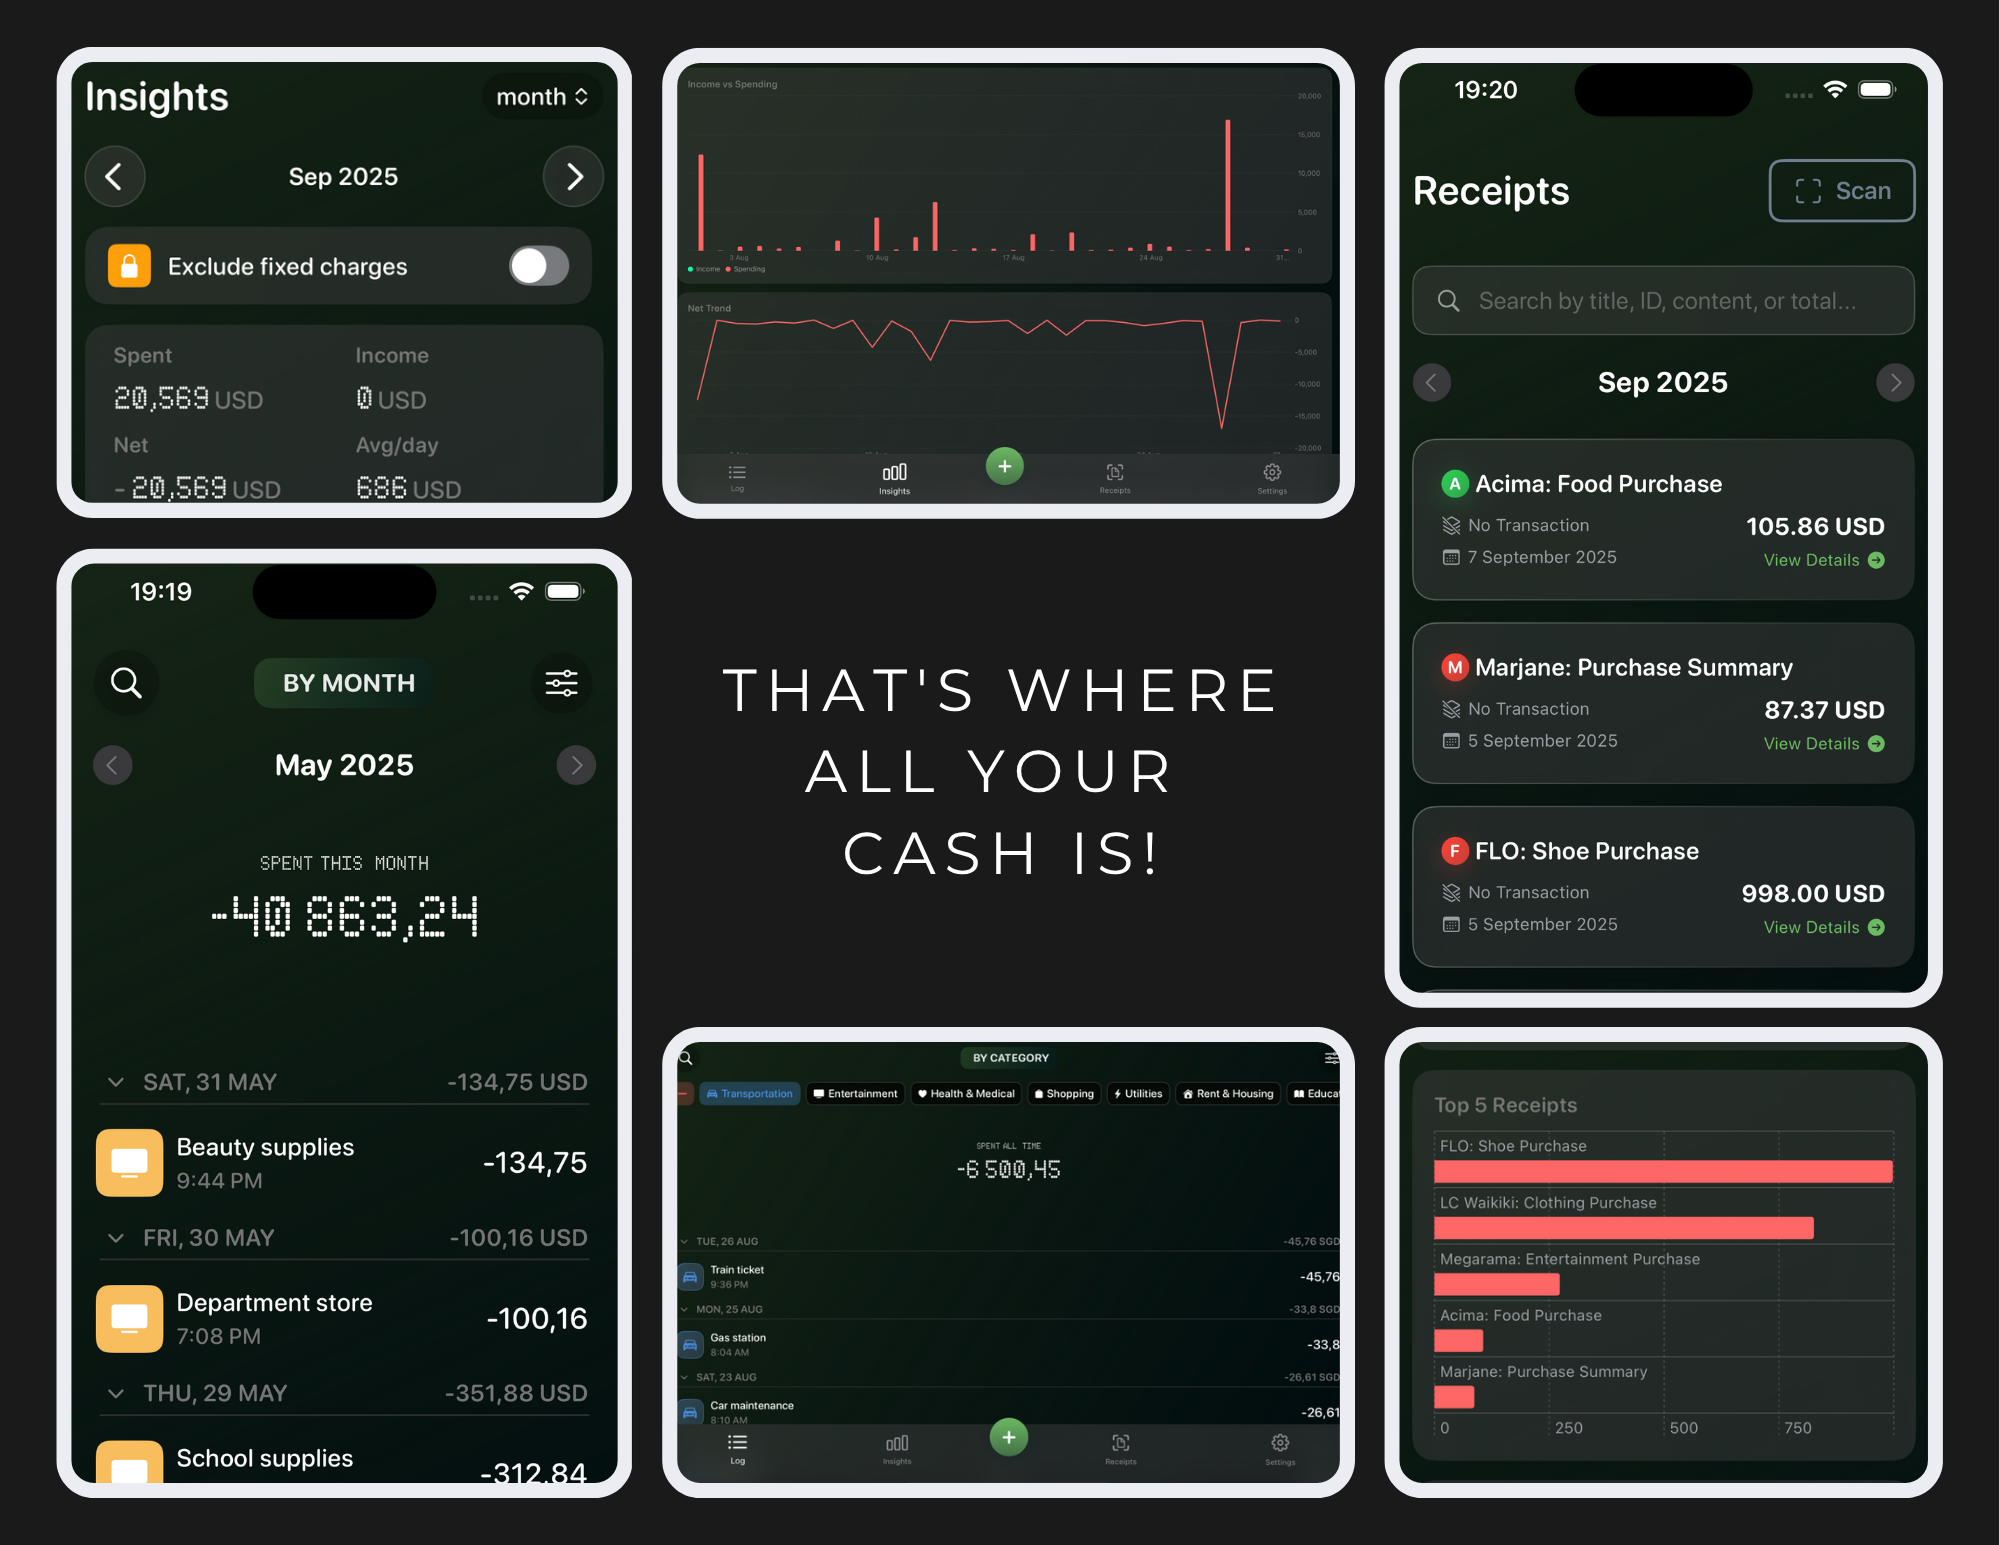 Insights
month
Sep 2025
Exclude fixed charges
Spent
Income
20,569 USD
0 USD
Net
Avg/day
- 20,569 USD
686 USD
Income vs Spending
20,000
15,000
10,000
5,000
0
3 Aug
10 Aug
17 Aug
24 Aug
31...
Income
Spending
Net Trend
0
-5,000
-10,000
-15,000
-20,000
Log
Insights
Receipts
Settings
19:20
Receipts
Scan
Search by title, ID, content, or total...
Sep 2025
A Acima: Food Purchase
No Transaction
105.86 USD
7 September 2025
View Details
M Marjane: Purchase Summary
No Transaction
87.37 USD
5 September 2025
View Details
F FLO: Shoe Purchase
No Transaction
998.00 USD
5 September 2025
View Details
19:19
BY MONTH
May 2025
SPENT THIS MONTH
-40 863,24
SAT, 31 MAY
-134,75 USD
Beauty supplies
9:44 PM
-134,75
FRI, 30 MAY
-100,16 USD
Department store
7:08 PM
-100,16
THU, 29 MAY
-351,88 USD
School supplies
-312,84
THAT'S WHERE
ALL YOUR
CASH IS!
BY CATEGORY
Transportation
Entertainment
Health & Medical
Shopping
Utilities
Rent & Housing
Educat
SPENT ALL TIME
-6 500,45
TUE, 26 AUG
-45,76 SGD
Train ticket
9:36 PM
-45,76
MON, 25 AUG
-33,8 SGD
Gas station
8:04 AM
-33,8
SAT, 23 AUG
-26,61 SGD
Car maintenance
8:10 AM
-26,61
Log
Insights
Receipts
Settings
Top 5 Receipts
FLO: Shoe Purchase
LC Waikiki: Clothing Purchase
Megarama: Entertainment Purchase
Acima: Food Purchase
Marjane: Purchase Summary
0
250
500
750